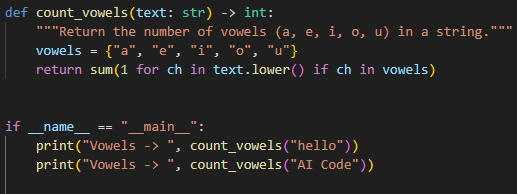 def count_vowels(text: str) -> int:
    """Return the number of vowels (a, e, i, o, u) in a string."""
    vowels = {"a", "e", "i", "o", "u"}
    return sum(1 for ch in text.lower() if ch in vowels)
if __name__ == "__main__":
    print("Vowels -> ", count_vowels("hello"))
    print("Vowels -> ", count_vowels("AI Code"))